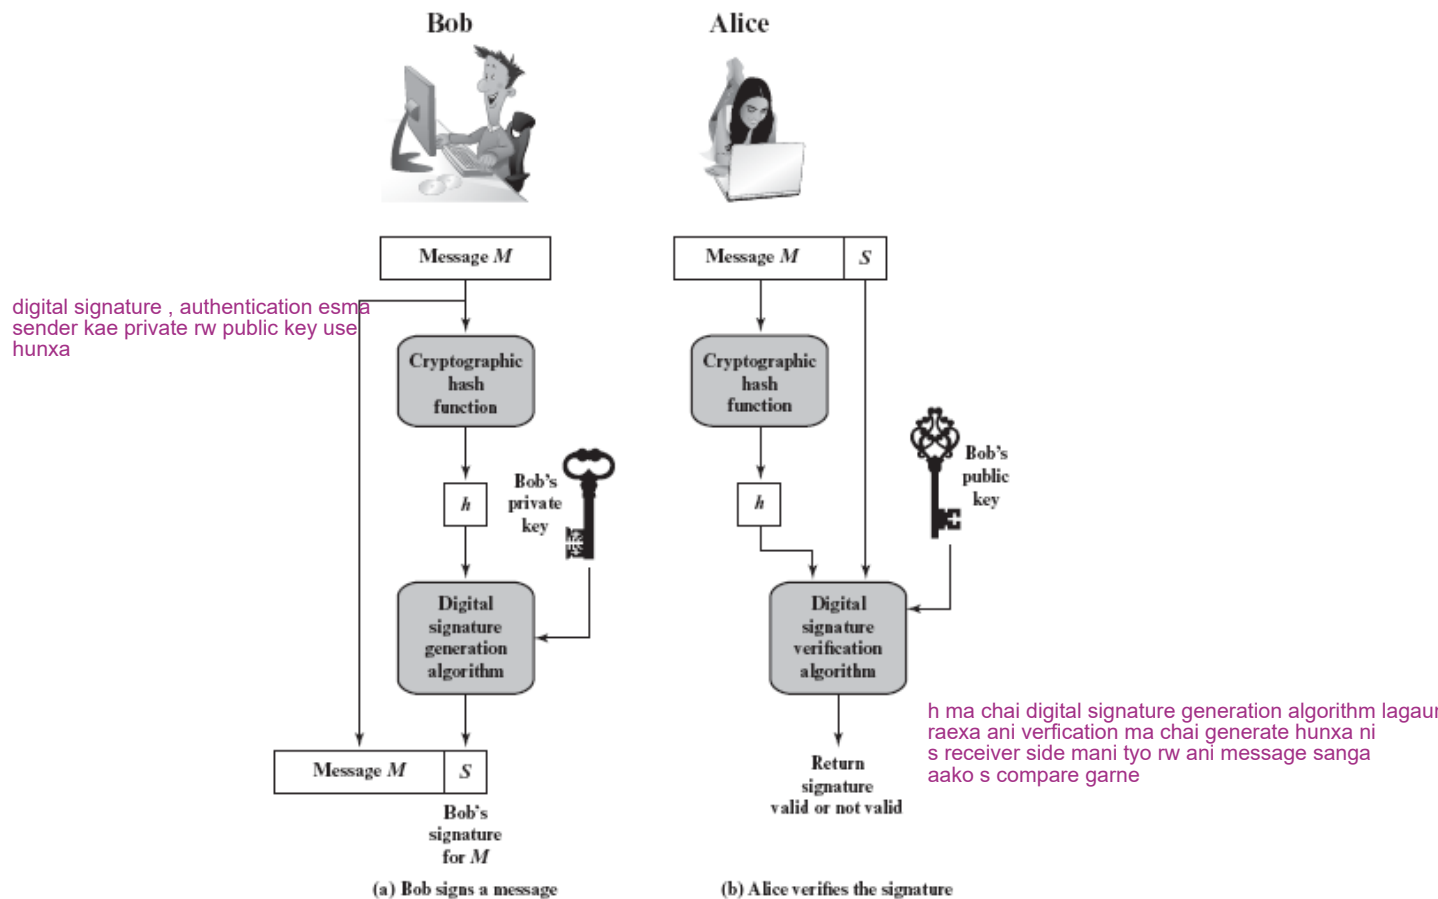 Bob
Alice
Message M
Message M
S
digital signature , authentication esma
sender kae private rw public key use
hunxa
Cryptographic
hash
function
Cryptographic
hash
function
Bob's
private
key
Bob's
public
key
h
h
Digital
signature
generation
algorithm
Digital
signature
verification
algorithm
h ma chai digital signature generation algorithm
raexa ani verfication ma chai generate hunxa ni
s receiver side mani tyo rw ani message sanga
aako s compare garne
Message M
S
Return
signature
valid or not valid
Bob's
signature
for M
(a) Bob signs a message
(b) Alice verifies the signature